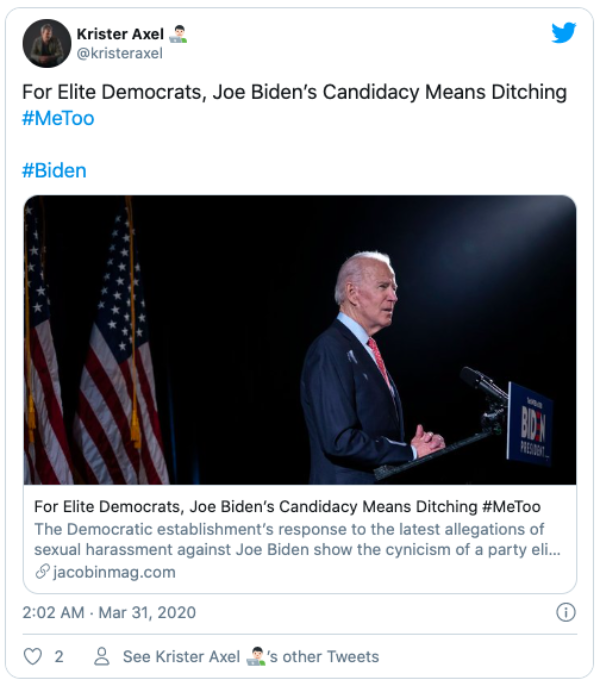 Krister Axel 👨🏻‍💻
@kristeraxel
For Elite Democrats, Joe Biden's Candidacy Means Ditching
#MeToo
#Biden
BIDEN
PRESIDENT
For Elite Democrats, Joe Biden's Candidacy Means Ditching #MeToo
The Democratic establishment's response to the latest allegations of
sexual harassment against Joe Biden show the cynicism of a party eli...
jacobinmag.com
2:02 AM · Mar 31, 2020
2
See Krister Axel 👨🏻‍💻's other Tweets